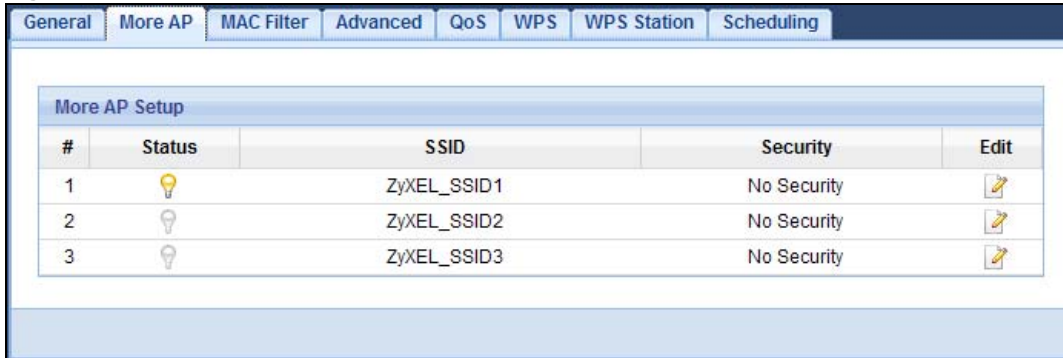 General More AP MAC Filter Advanced QoS WPS WPS Station Scheduling
More AP Setup
# Status SSID Security Edit
1 ZyXEL_SSID1 No Security
2 ZyXEL_SSID2 No Security
3 ZyXEL_SSID3 No Security